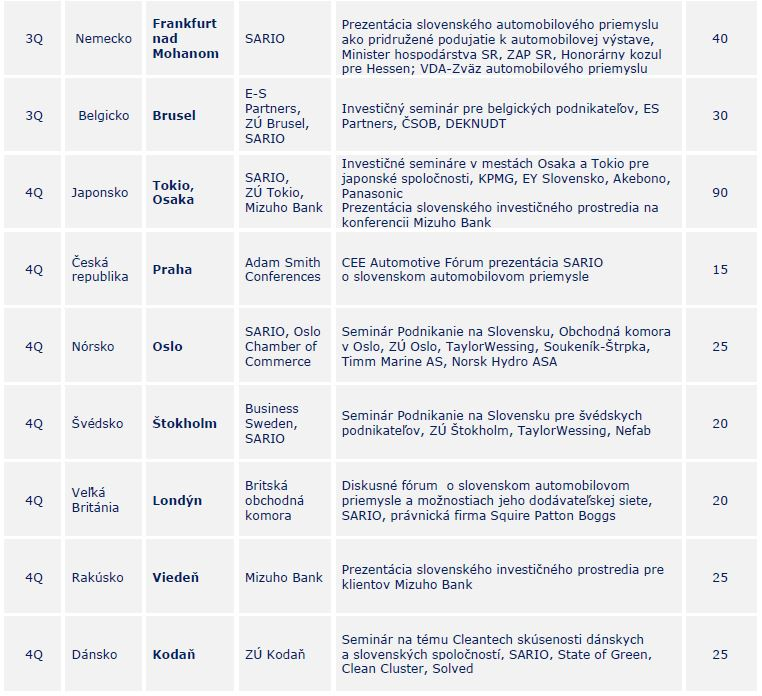 3Q Nemecko Frankfurt nad Mohanom SARIO Prezentácia slovenského automobilového priemyslu ako pridružené podujatie k automobilovej výstave, Minister hospodárstva SR, ZAP SR, Honorárny kozul pre Hessen; VDA-Zväz automobilového priemyslu 40
3Q Belgicko Brusel E-S Partners, ZÚ Brusel, SARIO Investičný seminár pre belgických podnikateľov, ES Partners, ČSOB, DEKNUDT 30
4Q Japonsko Tokio, Osaka SARIO, ZÚ Tokio, Mizuho Bank Investičné semináre v mestách Osaka a Tokio pre japonské spoločnosti, KPMG, EY Slovensko, Akebono, Panasonic Prezentácia slovenského investičného prostredia na konferencii Mizuho Bank 90
4Q Česká republika Praha Adam Smith Conferences CEE Automotive Fórum prezentácia SARIO o slovenskom automobilovom priemysle 15
4Q Nórsko Oslo SARIO, Oslo Chamber of Commerce Seminár Podnikanie na Slovensku, Obchodná komora v Oslo, ZÚ Oslo, TaylorWessing, Soukeník-Štrpka, Timm Marine AS, Norsk Hydro ASA 25
4Q Švédsko Štokholm Business Sweden, SARIO Seminár Podnikanie na Slovensku pre švédskych podnikateľov, ZÚ Štokholm, TaylorWessing, Nefab 20
4Q Veľká Británia Londýn Britská obchodná komora Diskusné fórum o slovenskom automobilovom priemysle a možnostiach jeho dodávateľskej siete, SARIO, právnická firma Squire Patton Boggs 20
4Q Rakúsko Viedeň Mizuho Bank Prezentácia slovenského investičného prostredia pre klientov Mizuho Bank 25
4Q Dánsko Kodaň ZÚ Kodaň Seminár na tému Cleantech skúsenosti dánskych a slovenských spoločností, SARIO, State of Green, Clean Cluster, Solved 25